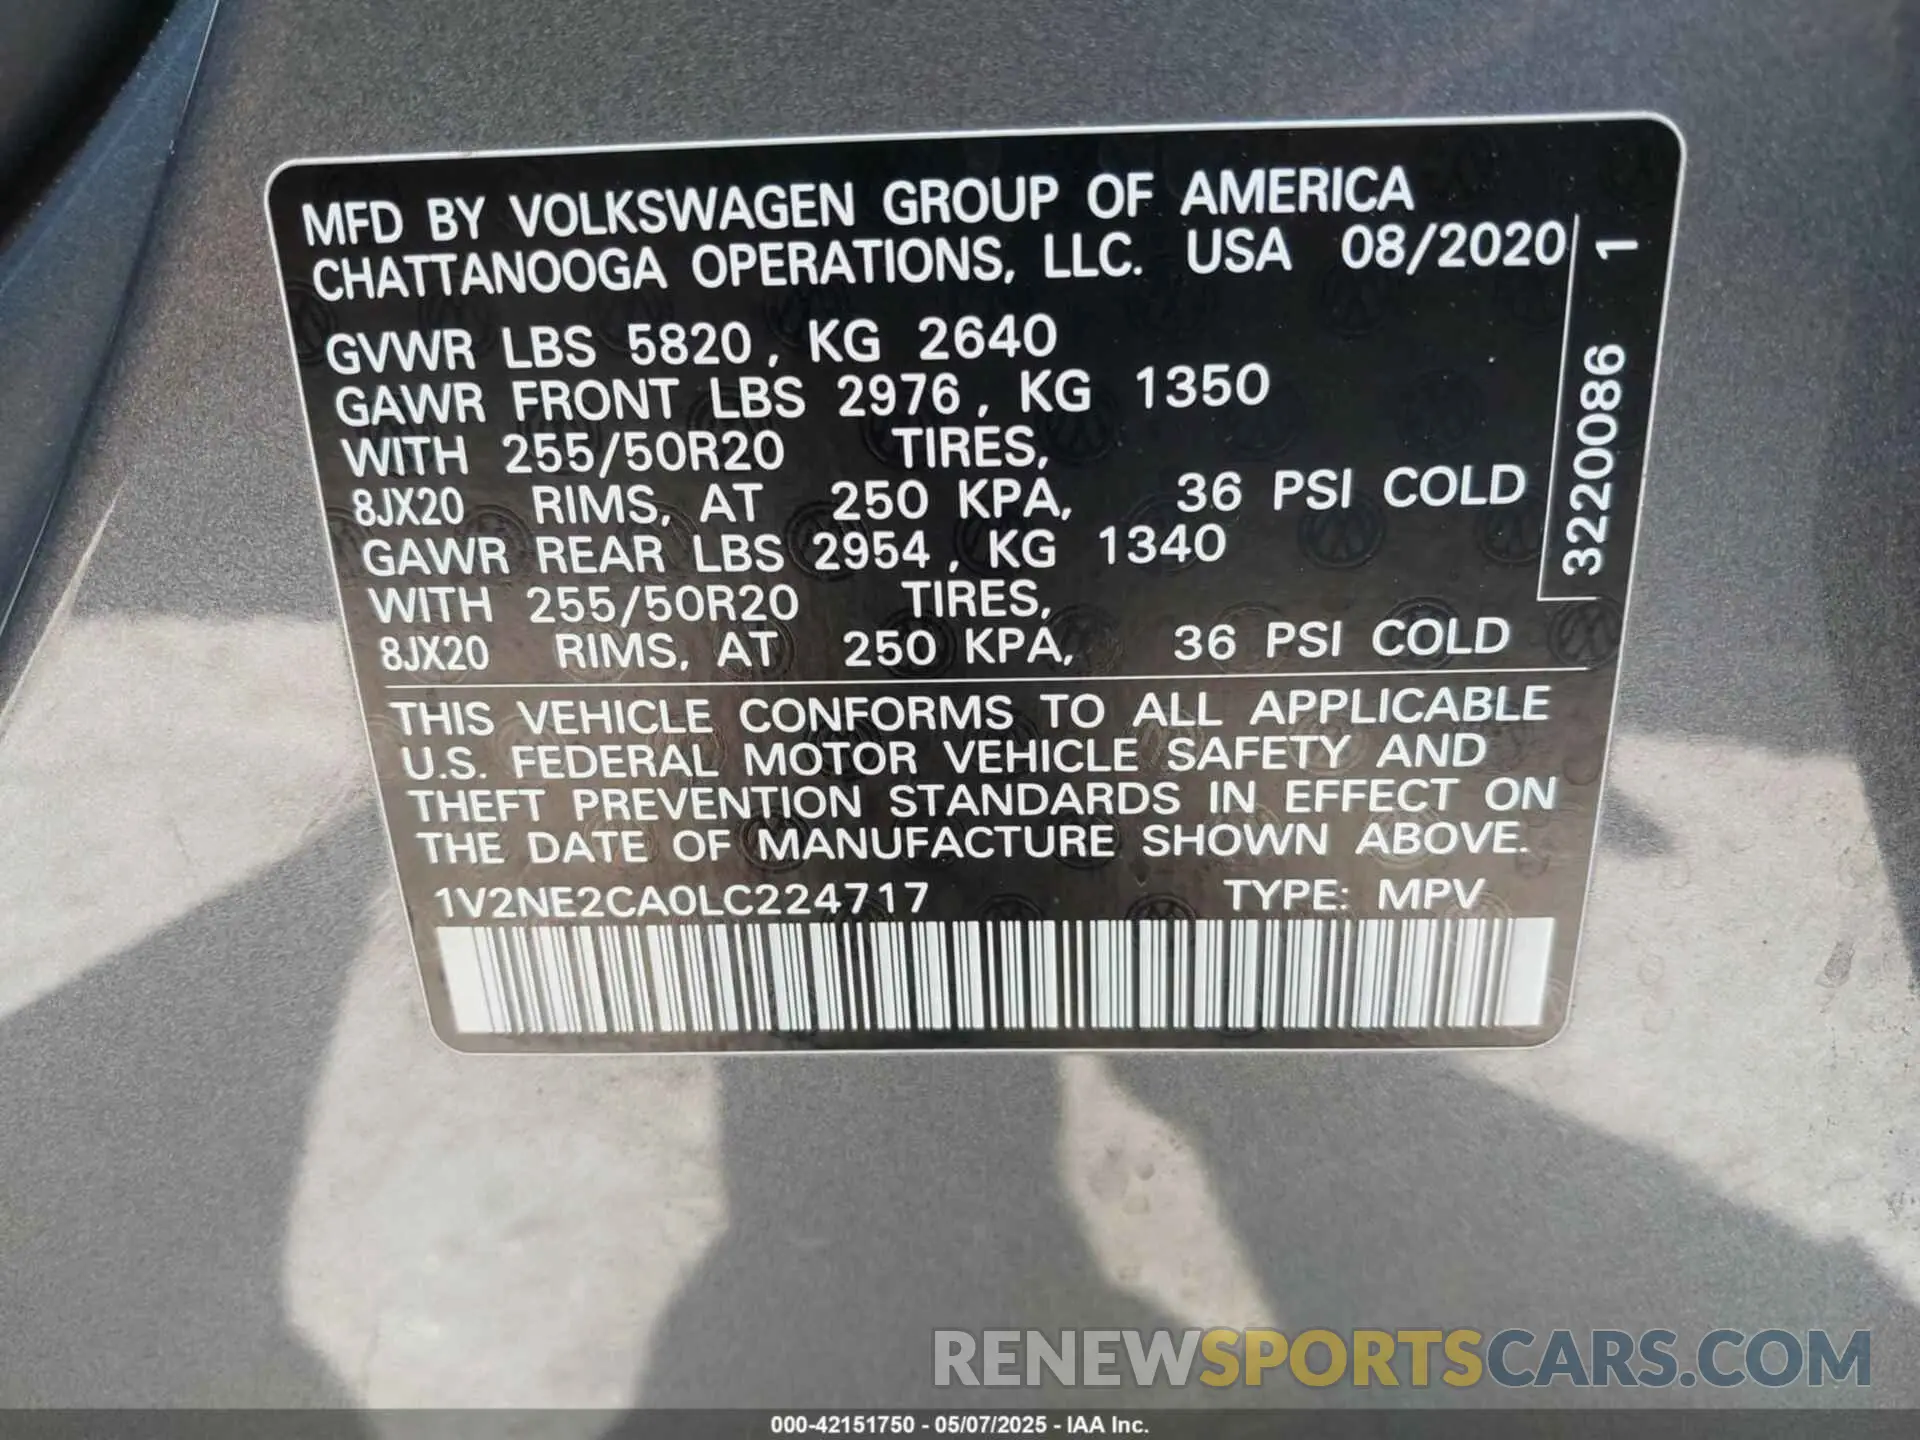 MFD BY VOLKSWAGEN GROUP OF AMERICA
CHATTANOOGA OPERATIONS, LLC. USA 08/2020
GVWR LBS 5820, KG 2640
GAWR FRONT LBS 2976, KG 1350
WITH 255/50R20 TIRES,
8JX20 RIMS, AT 250 KPA, 36 PSI COLD
GAWR REAR LBS 2954, KG 1340
WITH 255/50R20 TIRES,
8JX20 RIMS, AT 250 KPA, 36 PSI COLD
3220086 1
THIS VEHICLE CONFORMS TO ALL APPLICABLE
U.S. FEDERAL MOTOR VEHICLE SAFETY AND
THEFT PREVENTION STANDARDS IN EFFECT ON
THE DATE OF MANUFACTURE SHOWN ABOVE.
1V2NE2CA0LC224717 TYPE: MPV
RENEWSPORTSCARS.COM
000-42151750 - 05/07/2025 - IAA Inc.